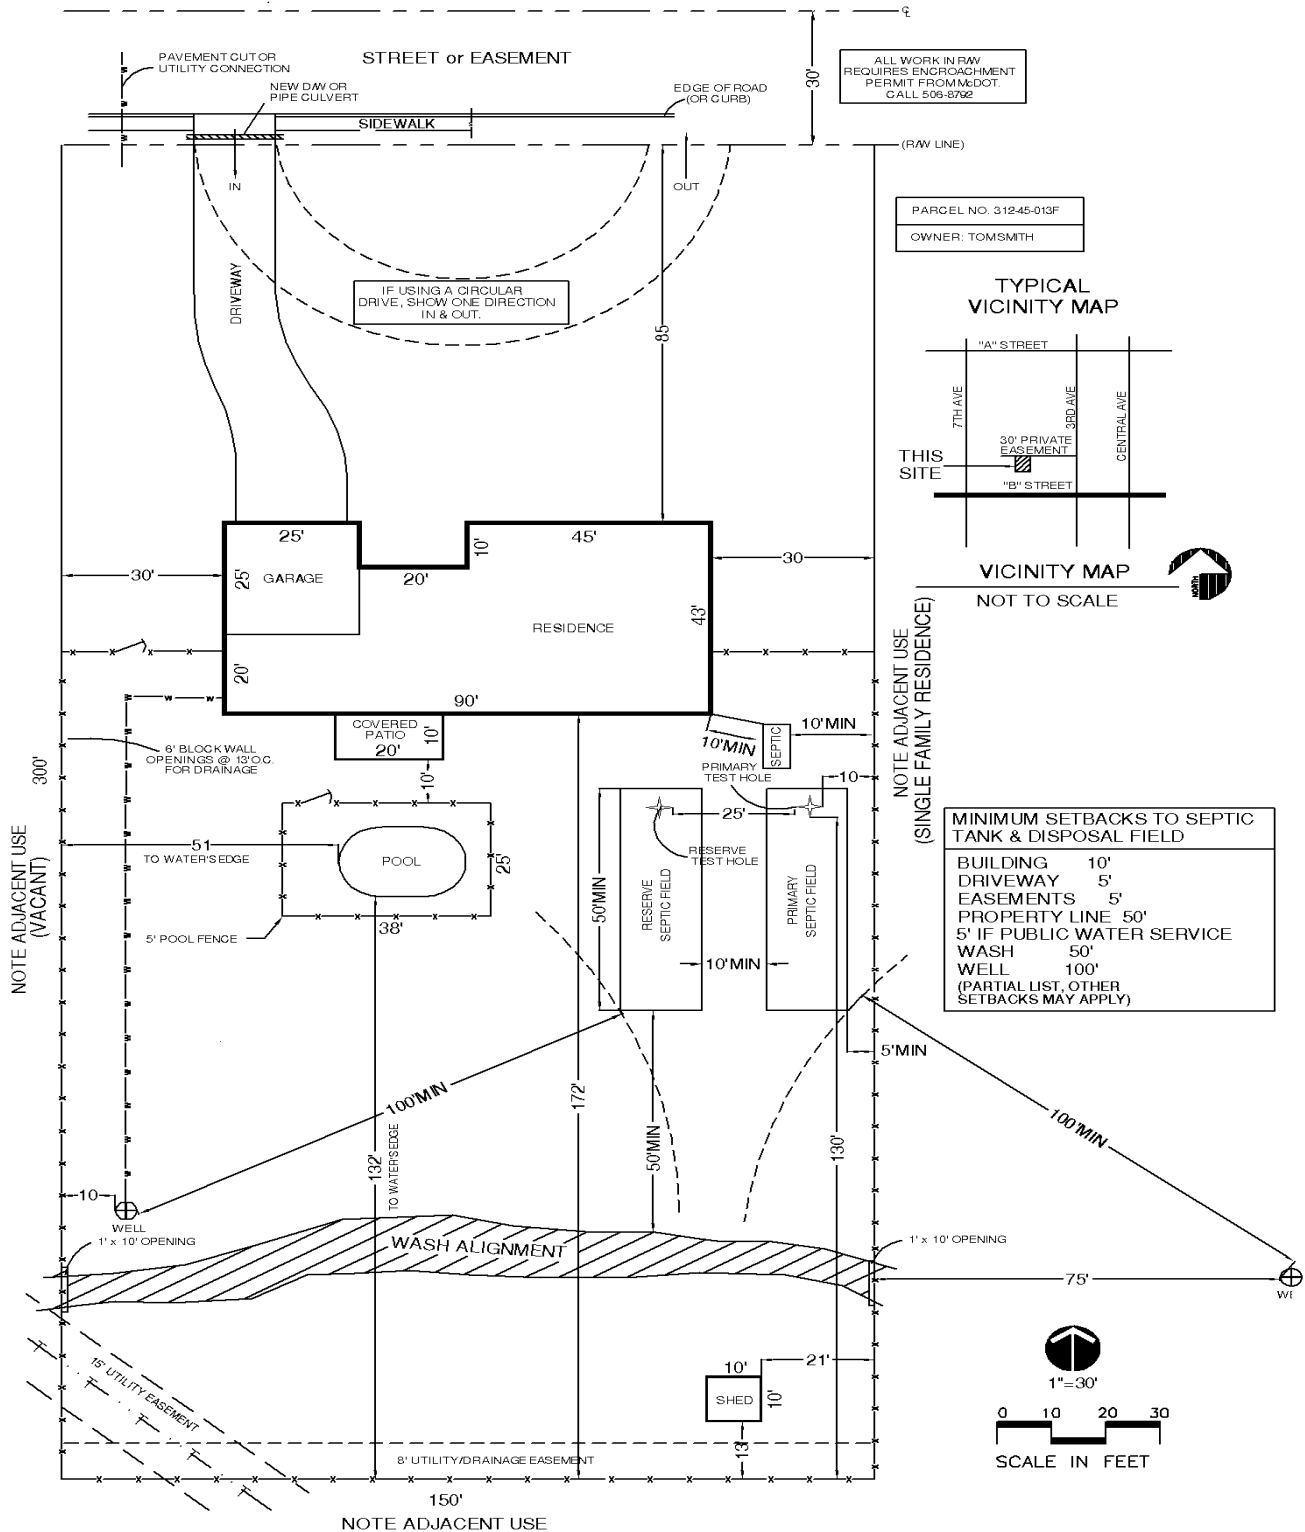 ℄
STREET or EASEMENT
PAVEMENT CUT OR
UTILITY CONNECTION
NEW D/W OR
PIPE CULVERT
EDGE OF ROAD
(OR CURB)
30'
ALL WORK IN R/W
REQUIRES ENCROACHMENT
PERMIT FROM McDOT.
CALL 506-8792
SIDEWALK
(R/W LINE)
IN
OUT
PARCEL NO. 312-45-013F
OWNER: TOM SMITH
DRIVEWAY
IF USING A CIRCULAR
DRIVE, SHOW ONE DIRECTION
IN & OUT.
85'
TYPICAL
VICINITY MAP
"A" STREET
7TH AVE
3RD AVE
CENTRAL AVE
30' PRIVATE
EASEMENT
THIS
SITE
"B" STREET
VICINITY MAP
NOT TO SCALE
NORTH
25'
10'
45'
30'
25'
GARAGE
20'
30
43'
RESIDENCE
20'
90'
COVERED
PATIO
20'
10'
10'
10'MIN
10'MIN
SEPTIC
NOTE ADJACENT USE
(SINGLE FAMILY RESIDENCE)
6' BLOCK WALL
OPENINGS @ 13' O.C.
FOR DRAINAGE
300'
PRIMARY
TEST HOLE
10
25'
RESERVE
TEST HOLE
51
TO WATER'S EDGE
POOL
25'
38'
5' POOL FENCE
NOTE ADJACENT USE
(VACANT)
50'MIN
RESERVE
SEPTIC FIELD
PRIMARY
SEPTIC FIELD
10'MIN
MINIMUM SETBACKS TO SEPTIC
TANK & DISPOSAL FIELD
BUILDING 10'
DRIVEWAY 5'
EASEMENTS 5'
PROPERTY LINE 50'
5' IF PUBLIC WATER SERVICE
WASH 50'
WELL 100'
(PARTIAL LIST, OTHER
SETBACKS MAY APPLY)
5'MIN
100'MIN
172'
50'MIN
130'
100'MIN
132'
TO WATER'S EDGE
10
WELL
1' x 10' OPENING
WASH ALIGNMENT
1' x 10' OPENING
75'
WE
15' UTILITY EASEMENT
T
T
T
T
T
10'
21'
SHED
10'
13'
8' UTILITY/DRAINAGE EASEMENT
1"=30'
0 10 20 30
SCALE IN FEET
150'
NOTE ADJACENT USE